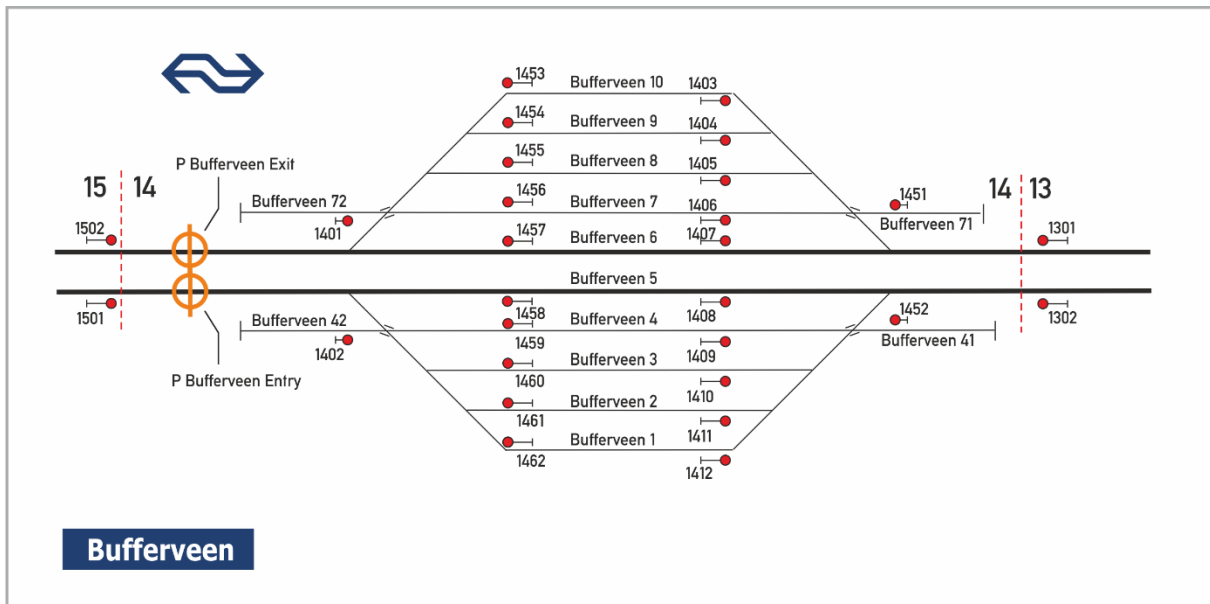 1453
Bufferveen 10
1403
1454
Bufferveen 9
1404
P Bufferveen Exit
1455
Bufferveen 8
1405
15 14
Bufferveen 72
1456
Bufferveen 7
1406
1451
14 13
1502
1401
1457
Bufferveen 6
1407
Bufferveen 71
1301
Bufferveen 5
1501
Bufferveen 42
1458
Bufferveen 4
1408
1452
1302
1402
1459
Bufferveen 3
1409
Bufferveen 41
P Bufferveen Entry
1460
Bufferveen 2
1410
1461
Bufferveen 1
1411
1462
1412
Bufferveen